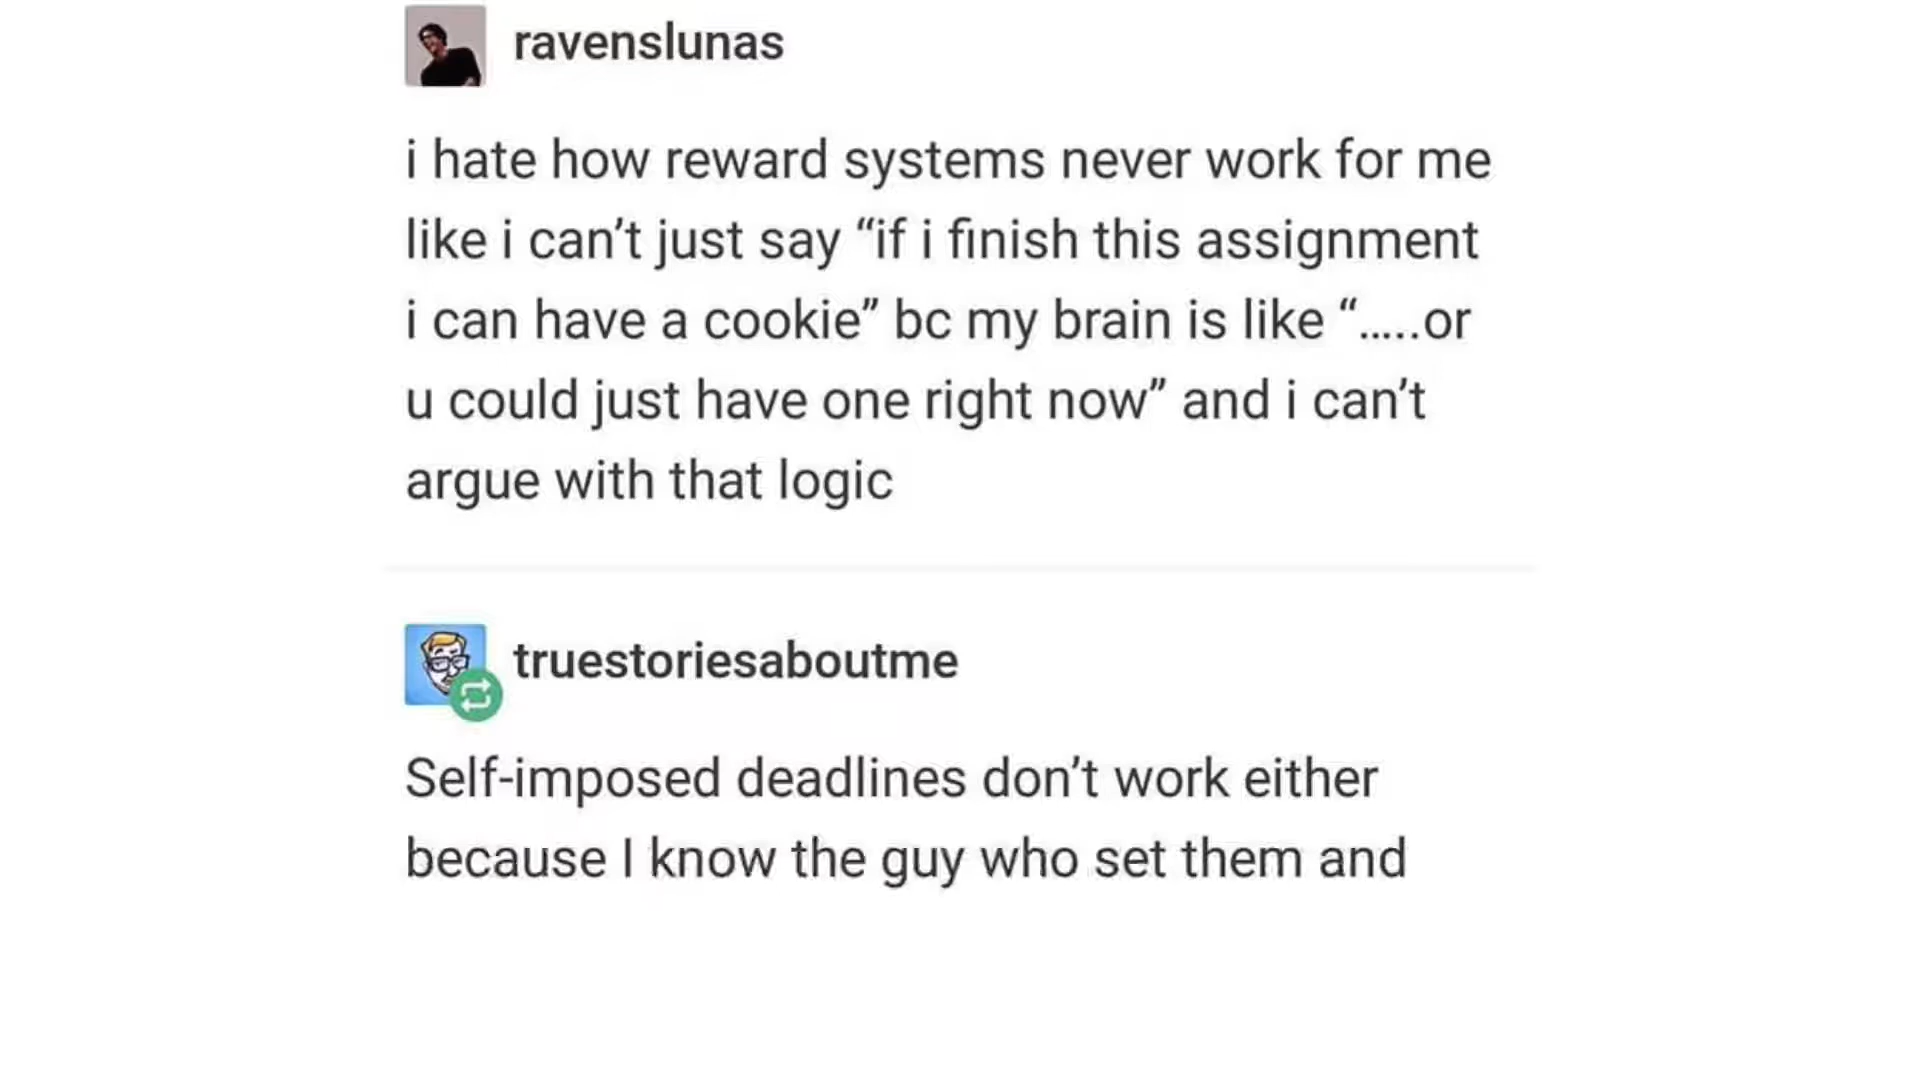 ravenslunas
i hate how reward systems never work for me
like i can’t just say “if i finish this assignment
i can have a cookie” bc my brain is like “.....or
u could just have one right now” and i can’t
argue with that logic
truestoriesaboutme
Self-imposed deadlines don’t work either
because I know the guy who set them and